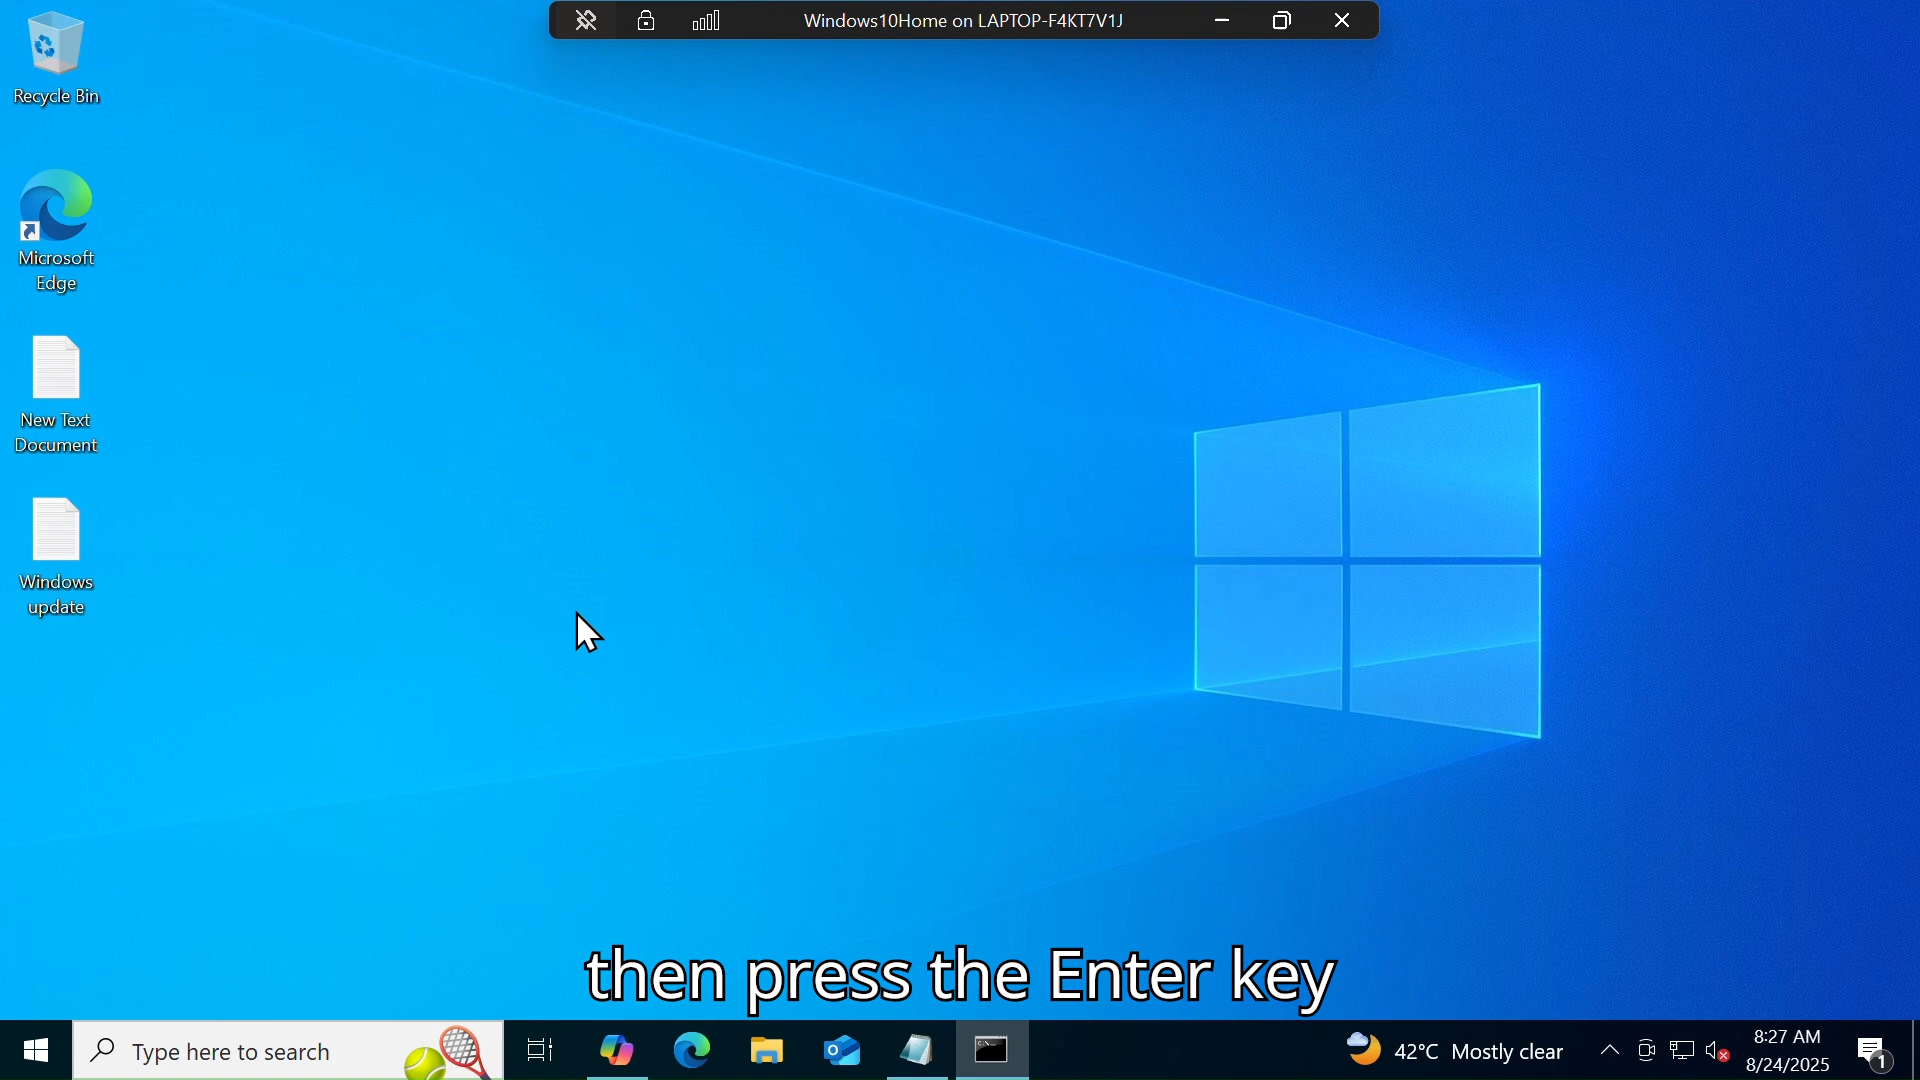 Windows10Home on LAPTOP-F4KT7V1J
Recycle Bin
Microsoft
Edge
New Text
Document
Windows
update
then press the Enter key
Type here to search
42°C Mostly clear
8:27 AM
8/24/2025
1